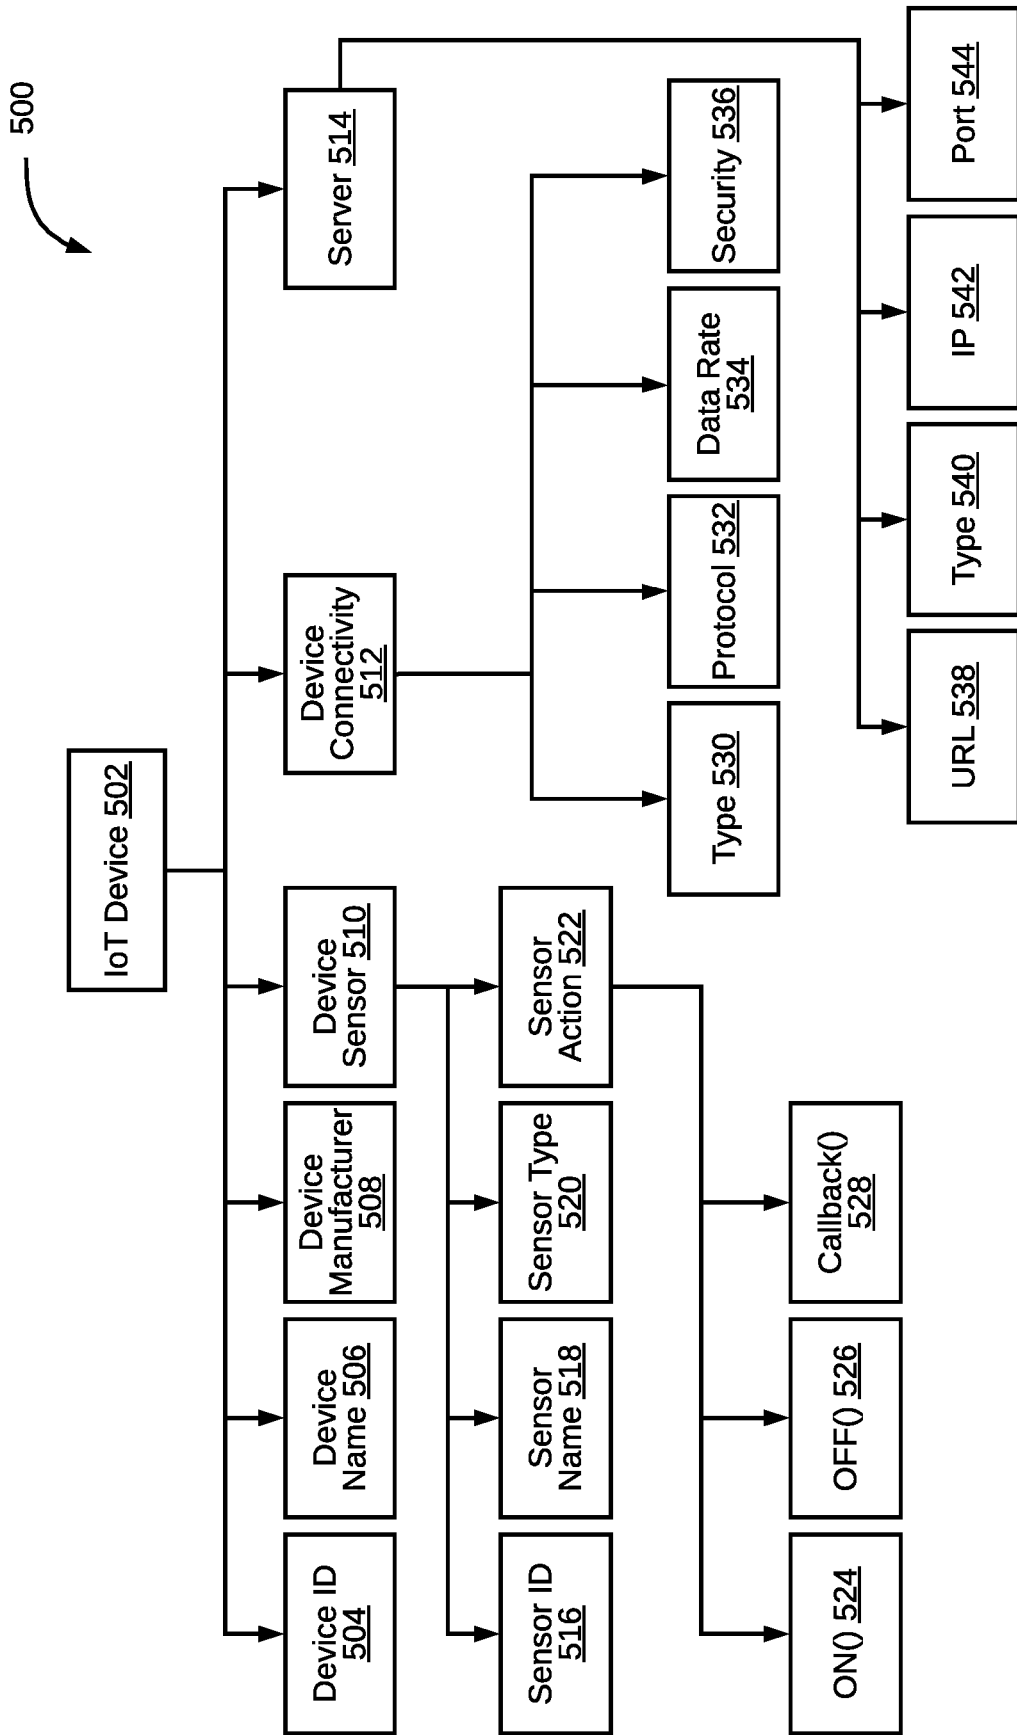 500
IoT Device 502
Device ID
504
Device
Name 506
Device
Manufacturer
508
Device
Sensor 510
Device
Connectivity
512
Server 514
Sensor ID
516
Sensor
Name 518
Sensor Type
520
Sensor
Action 522
Type 530
Protocol 532
Data Rate
534
Security 536
ON() 524
OFF() 526
Callback()
528
URL 538
Type 540
IP 542
Port 544